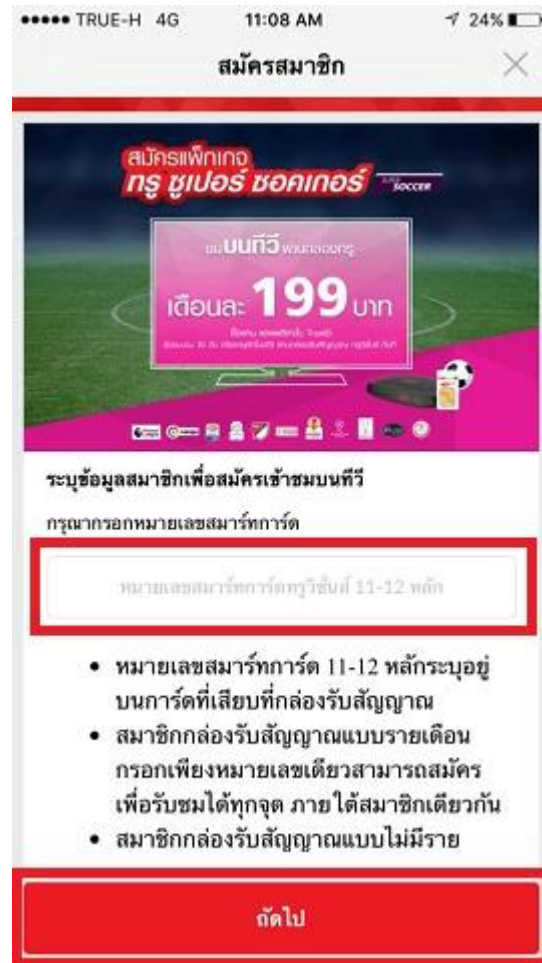 TRUE-H 4G 11:08 AM 24%
สมัครสมาชิก
สมัครแพ็กเกจ
ทรู ซูเปอร์ ซอคเกอร์
SOCCER
ชมบนทีวีผ่านกล่องทรู
เดือนละ 199 บาท
ระบุข้อมูลสมาชิกเพื่อสมัครเข้าชมบนทีวี
กรุณากรอกหมายเลขสมาร์ทการ์ด
หมายเลขสมาร์ทการ์ดทรูวิชั่นส์ 11-12 หลัก
• หมายเลขสมาร์ทการ์ด 11-12 หลักระบุอยู่
บนการ์ดที่เสียบที่กล่องรับสัญญาณ
• สมาชิกกล่องรับสัญญาณแบบรายเดือน
กรอกเพียงหมายเลขเดียวสามารถสมัคร
เพื่อรับชมได้ทุกจุด ภายใต้สมาชิกเดียวกัน
• สมาชิกกล่องรับสัญญาณแบบไม่มีราย
ถัดไป